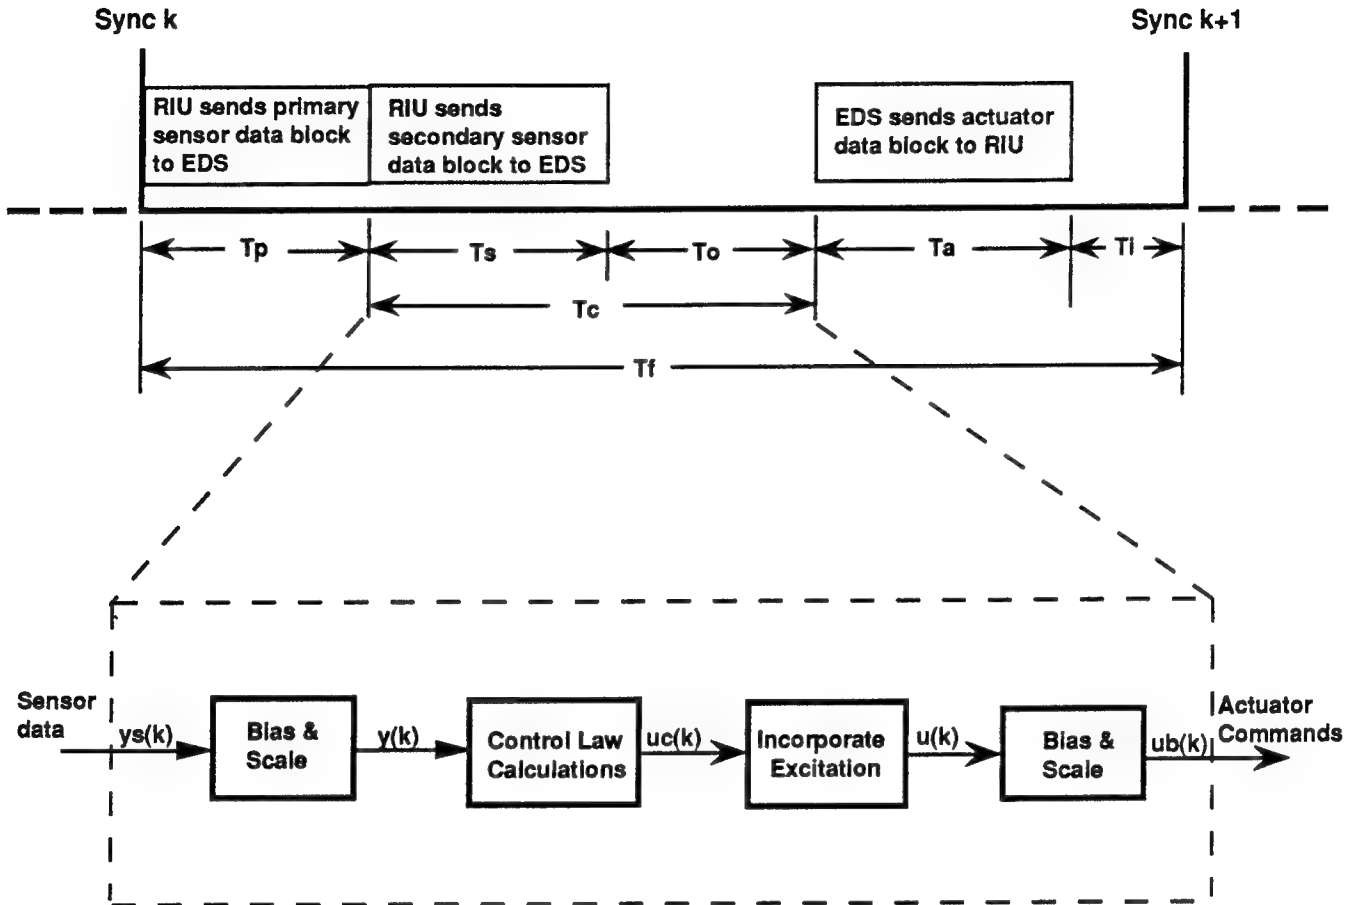 Sync k
Sync k+1
RIU sends primary
sensor data block
to EDS
RIU sends
secondary sensor
data block to EDS
EDS sends actuator
data block to RIU
Tp
Ts
To
Ta
Ti
Tc
Tf
Sensor
data
ys(k)
Bias &
Scale
y(k)
Control Law
Calculations
uc(k)
Incorporate
Excitation
u(k)
Bias &
Scale
ub(k)
Actuator
Commands